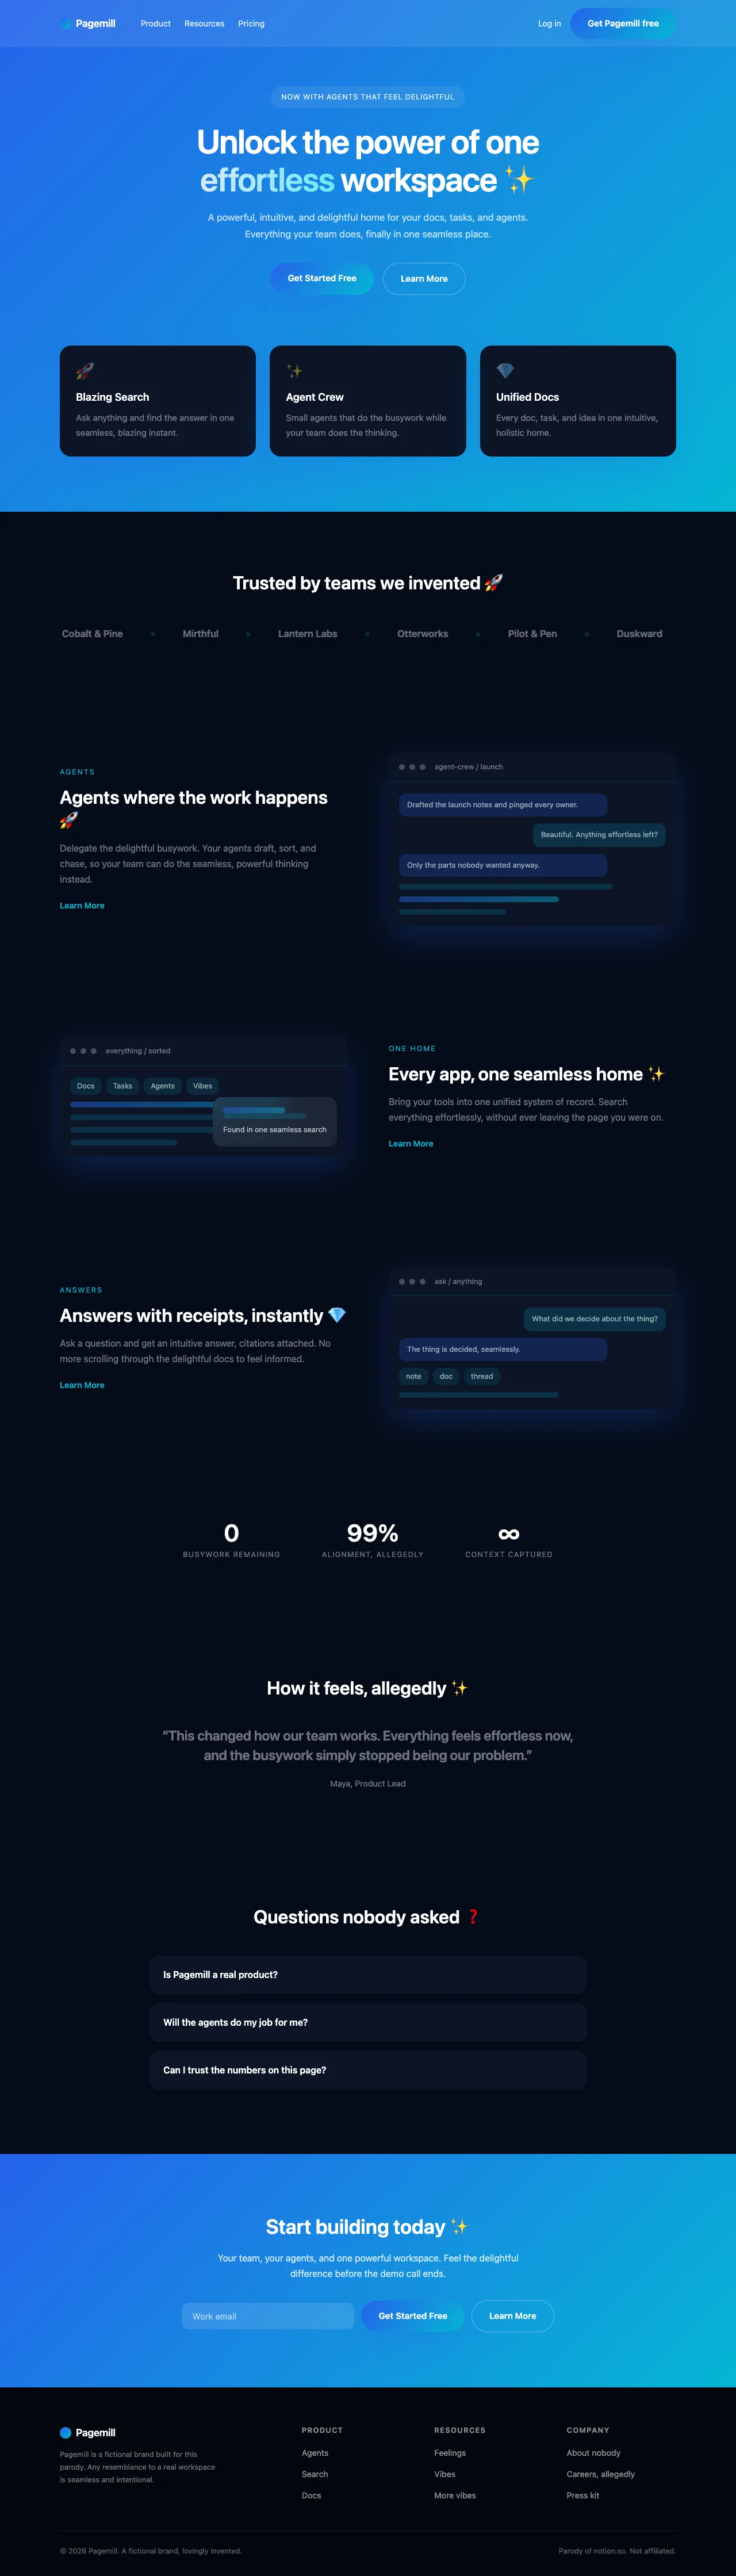 Pagemill
Product
Resources
Pricing
Log in
Get Pagemill free
NOW WITH AGENTS THAT FEEL DELIGHTFUL
Unlock the power of one
effortless workspace ✨
A powerful, intuitive, and delightful home for your docs, tasks, and agents.
Everything your team does, finally in one seamless place.
Get Started Free
Learn More
Blazing Search
Ask anything and find the answer in one
seamless, blazing instant.
Agent Crew
Small agents that do the busywork while
your team does the thinking.
Unified Docs
Every doc, task, and idea in one intuitive,
holistic home.
Trusted by teams we invented 🚀
Cobalt & Pine
Mirthful
Lantern Labs
Otterworks
Pilot & Pen
Duskward
AGENTS
Agents where the work happens
🚀
Delegate the delightful busywork. Your agents draft, sort, and
chase, so your team can do the seamless, powerful thinking
instead.
Learn More
agent-crew / launch
Drafted the launch notes and pinged every owner.
Beautiful. Anything effortless left?
Only the parts nobody wanted anyway.
everything / sorted
Docs
Tasks
Agents
Vibes
Found in one seamless search
ONE HOME
Every app, one seamless home ✨
Bring your tools into one unified system of record. Search
everything effortlessly, without ever leaving the page you were on.
Learn More
ANSWERS
Answers with receipts, instantly 💎
Ask a question and get an intuitive answer, citations attached. No
more scrolling through the delightful docs to feel informed.
Learn More
ask / anything
What did we decide about the thing?
The thing is decided, seamlessly.
note
doc
thread
0
BUSYWORK REMAINING
99%
ALIGNMENT, ALLEGEDLY
∞
CONTEXT CAPTURED
How it feels, allegedly ✨
“This changed how our team works. Everything feels effortless now,
and the busywork simply stopped being our problem.”
Maya, Product Lead
Questions nobody asked ❓
Is Pagemill a real product?
Will the agents do my job for me?
Can I trust the numbers on this page?
Start building today ✨
Your team, your agents, and one powerful workspace. Feel the delightful
difference before the demo call ends.
Work email
Get Started Free
Learn More
Pagemill
Pagemill is a fictional brand built for this
parody. Any resemblance to a real workspace
is seamless and intentional.
PRODUCT
Agents
Search
Docs
RESOURCES
Feelings
Vibes
More vibes
COMPANY
About nobody
Careers, allegedly
Press kit
© 2026 Pagemill. A fictional brand, lovingly invented.
Parody of notion.so. Not affiliated.